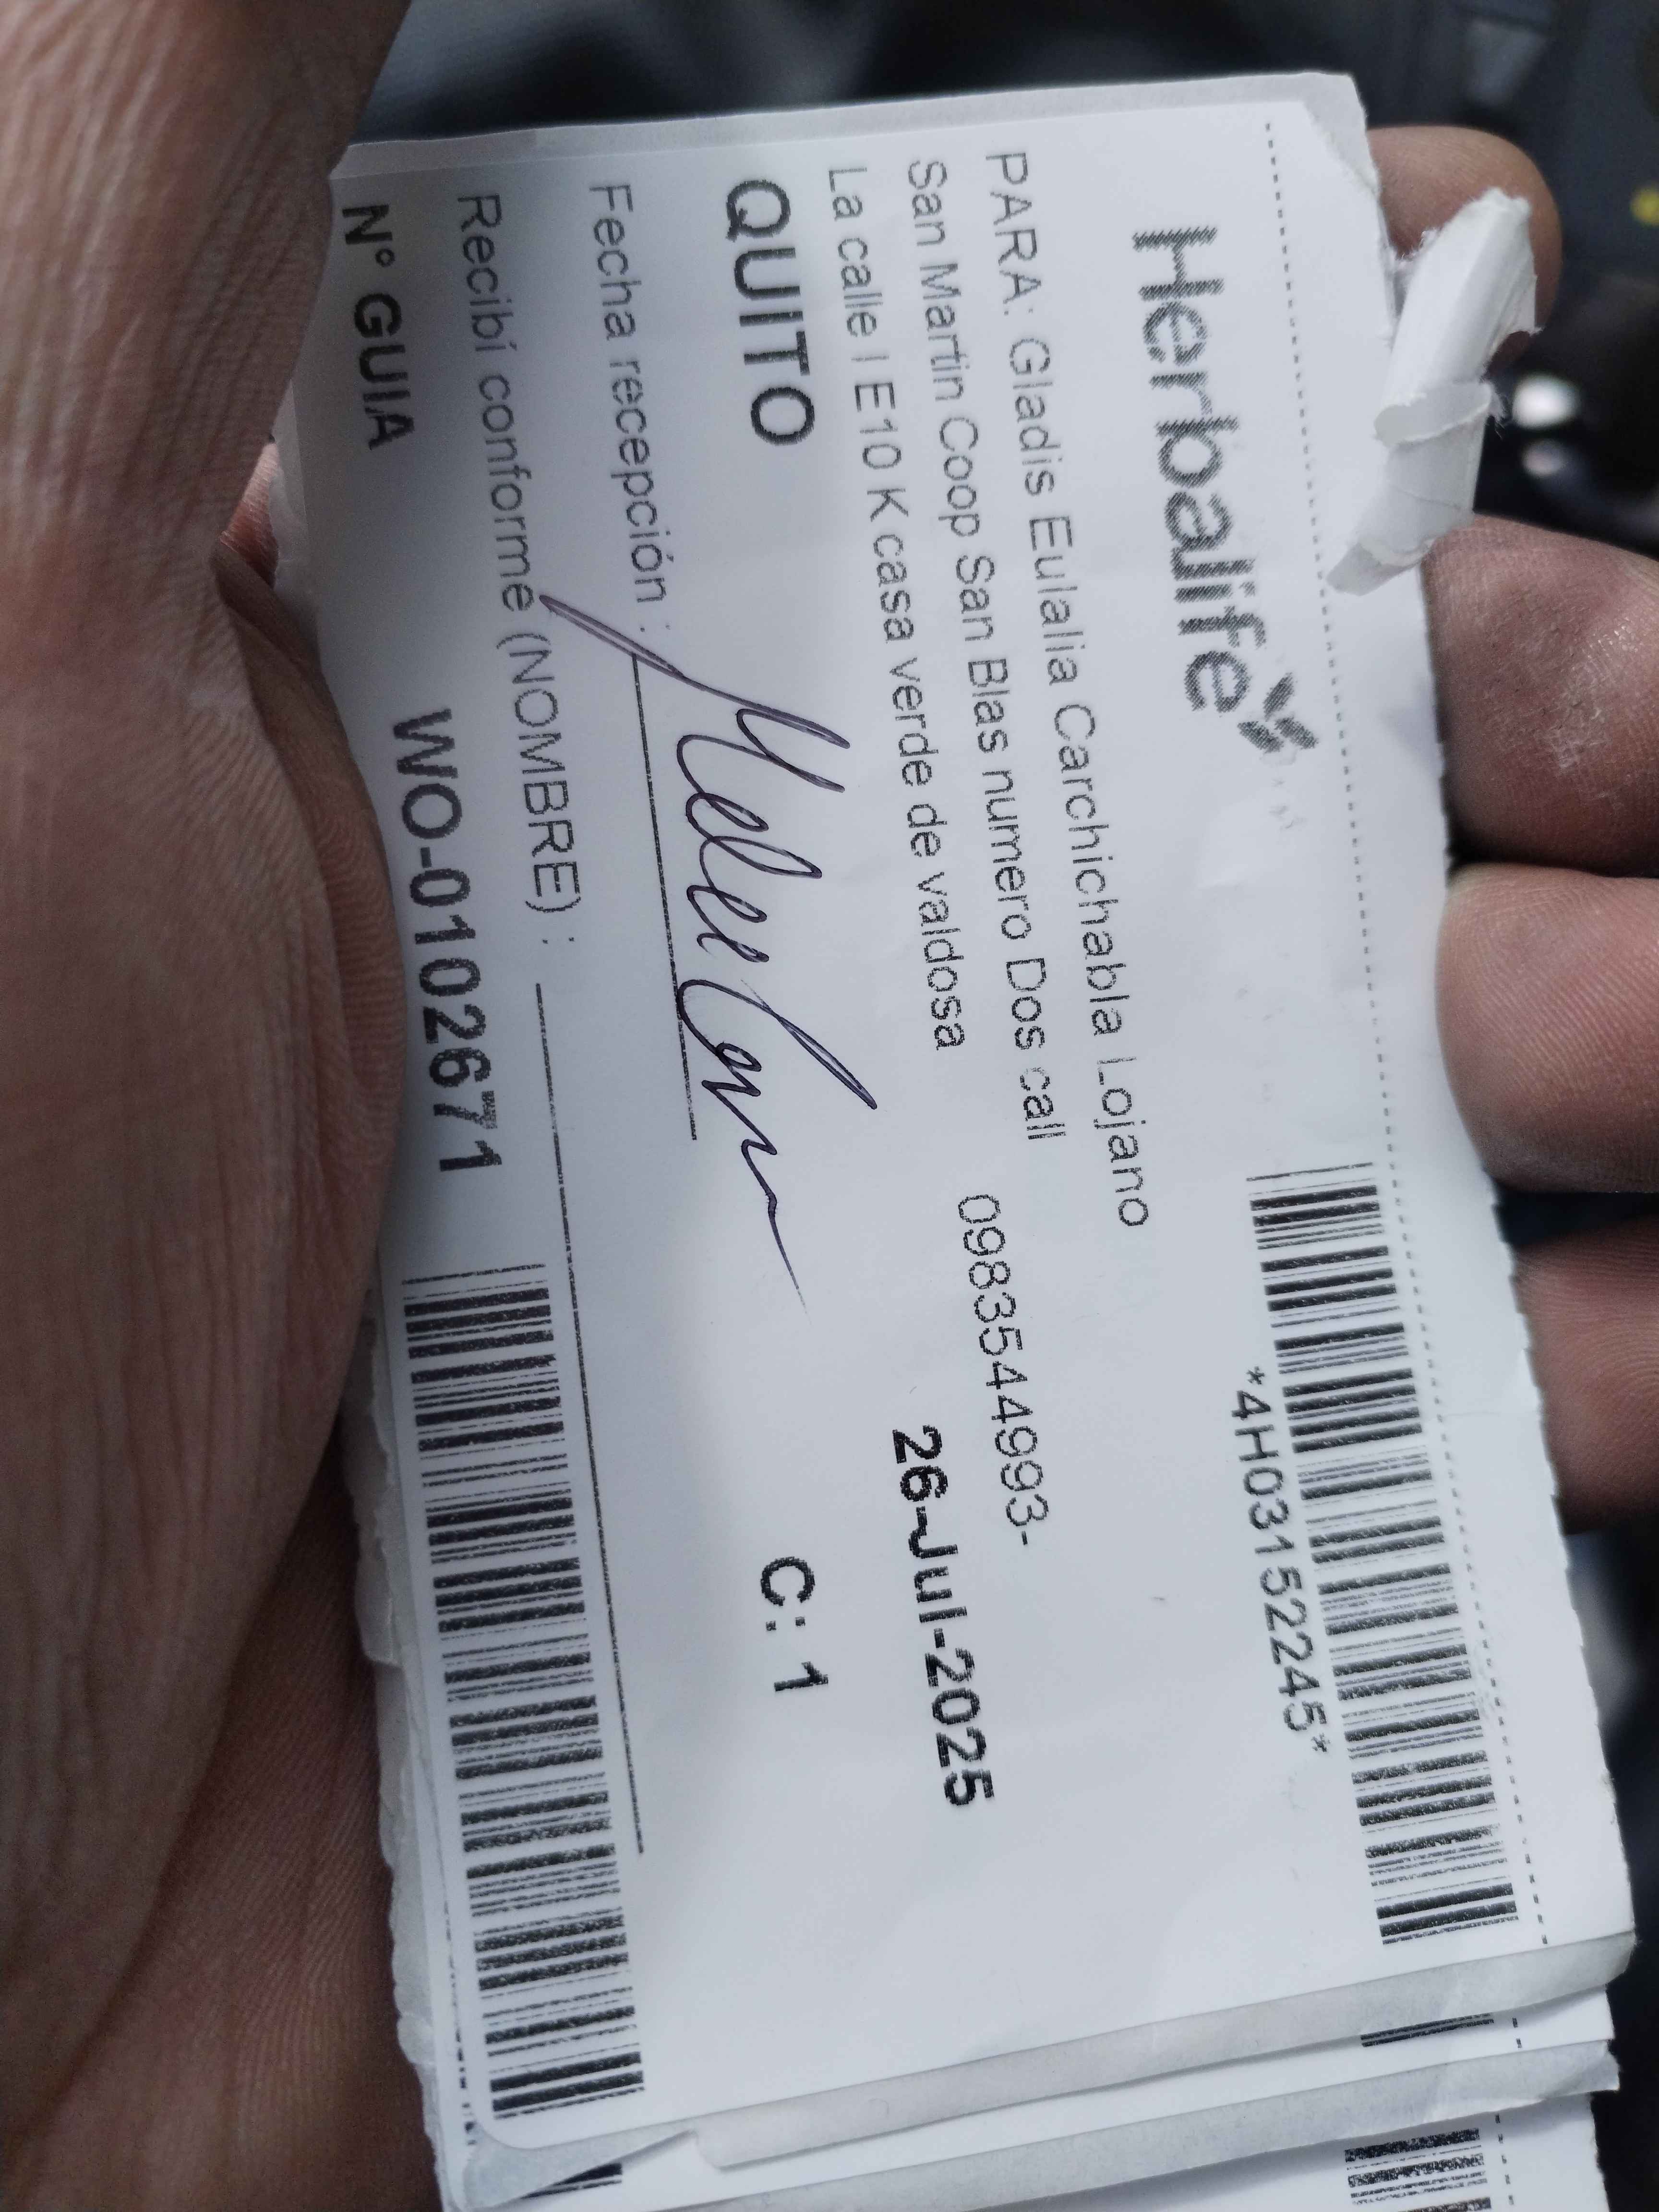 Herbalife
*4H03152245*
PARA: Gladis Eulalia Carchichabla Lojano
San Martin Coop San Blas numero Dos call
0983544993-
La calle I E10 K casa verde de valdosa
26-Jul-2025
QUITO
C: 1
Fecha recepción :
Recibí conforme (NOMBRE) :
N° GUIA
WO-0102671